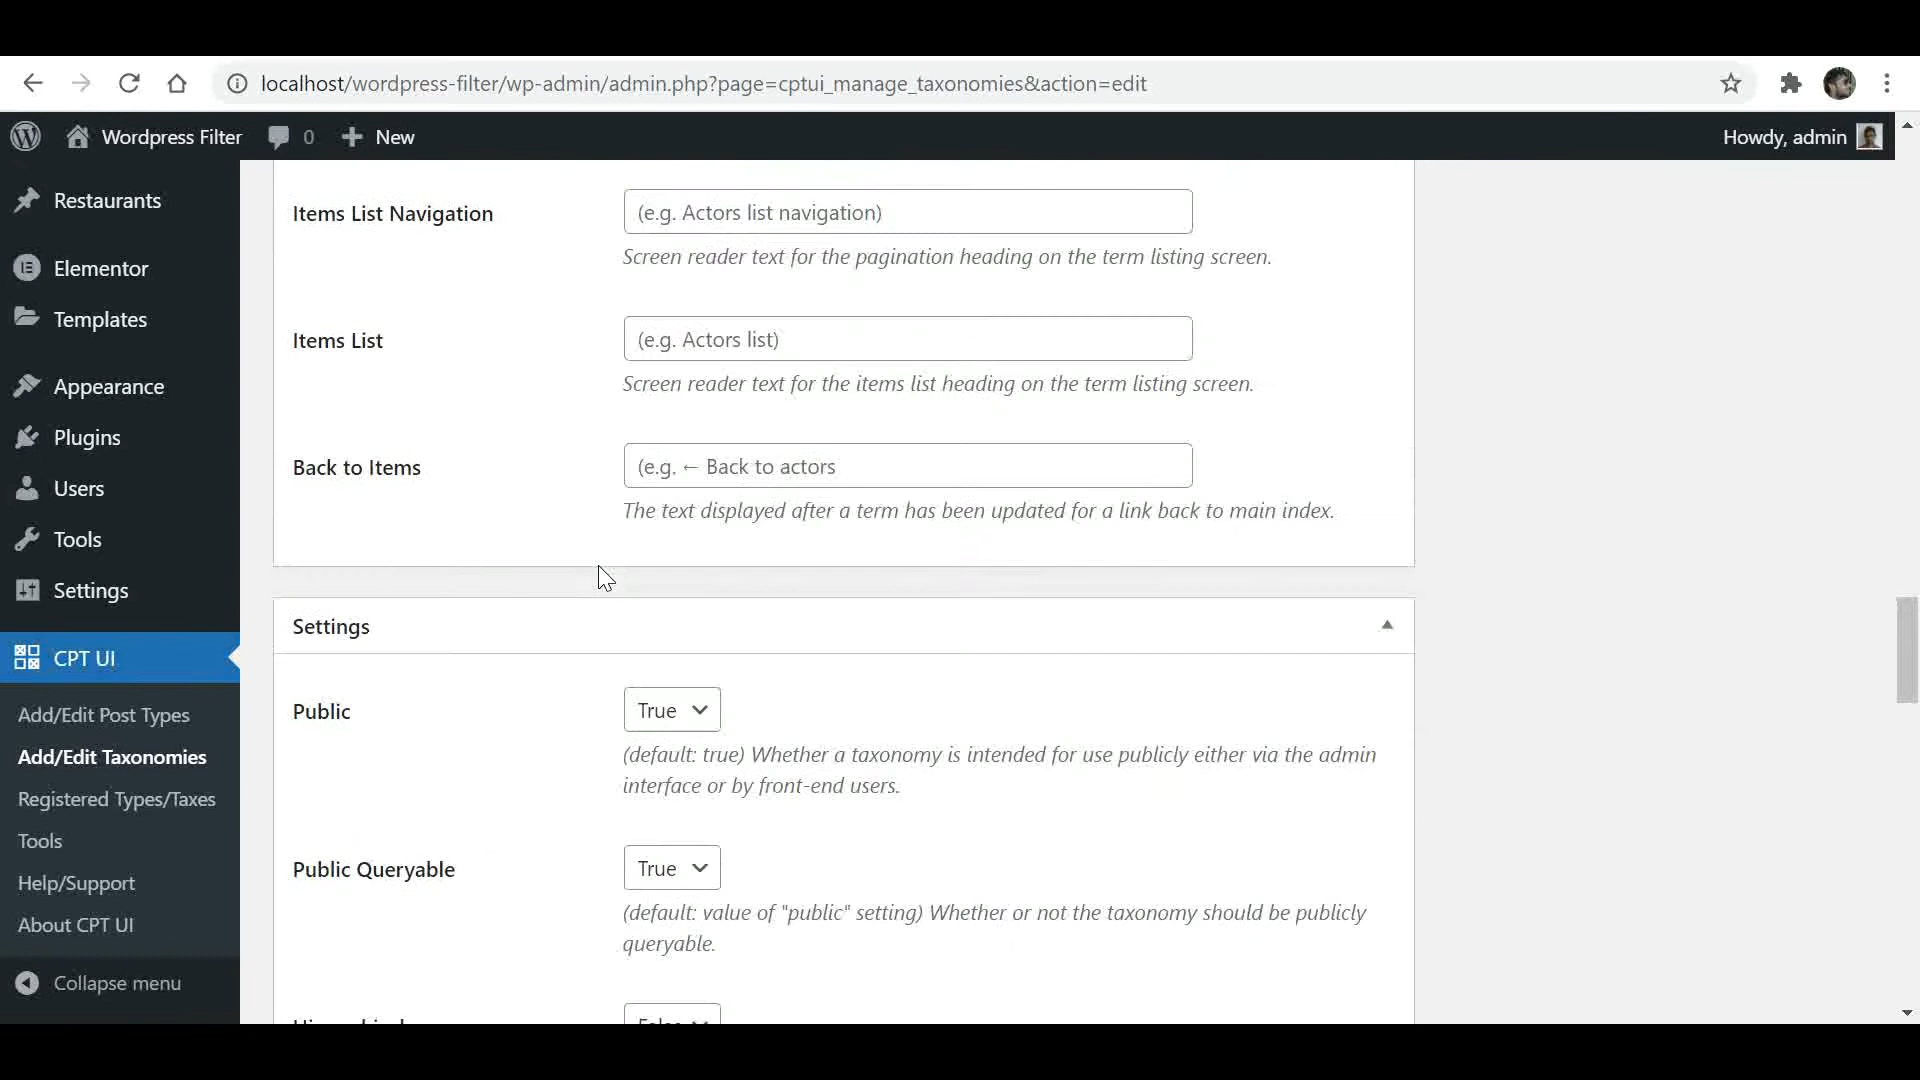 localhost/wordpress-filter/wp-admin/admin.php?page=cptui_manage_taxonomies&action=edit
Wordpress Filter
0
New
Howdy, admin
Restaurants
Elementor
Templates
Appearance
Plugins
Users
Tools
Settings
CPT UI
Add/Edit Post Types
Add/Edit Taxonomies
Registered Types/Taxes
Tools
Help/Support
About CPT UI
Collapse menu
Items List Navigation
(e.g. Actors list navigation)
Screen reader text for the pagination heading on the term listing screen.
Items List
(e.g. Actors list)
Screen reader text for the items list heading on the term listing screen.
Back to Items
(e.g. ← Back to actors
The text displayed after a term has been updated for a link back to main index.
Settings
Public
True
(default: true) Whether a taxonomy is intended for use publicly either via the admin
interface or by front-end users.
Public Queryable
True
(default: value of "public" setting) Whether or not the taxonomy should be publicly
queryable.